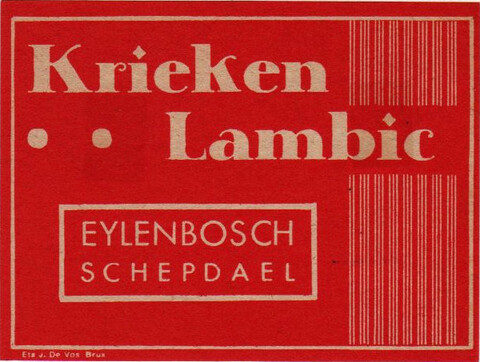 Krieken
Lambic
EYLENBOSCH
SCHEPDAEL
Ets J. De Vos Brux